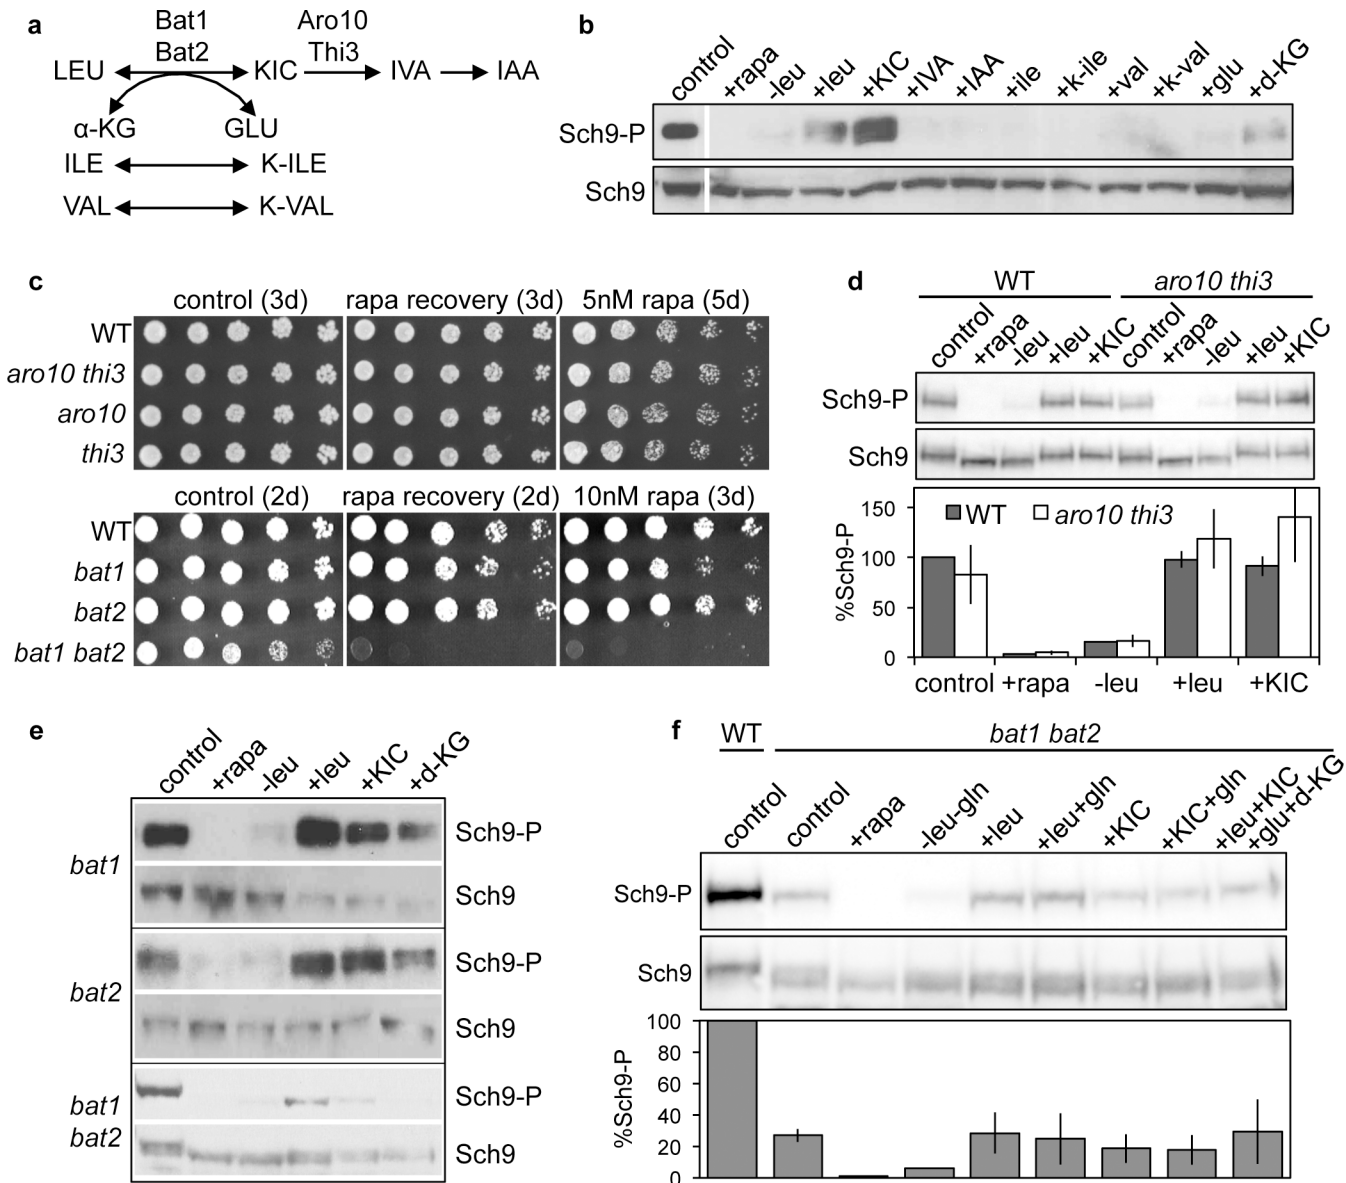 a
Bat1
Bat2
Aro10
Thi3
LEU
KIC
IVA
IAA
α-KG
GLU
ILE
K-ILE
VAL
K-VAL
b
control
+rapa
-leu
+leu
+KIC
+IVA
+IAA
+ile
+k-ile
+val
+k-val
+glu
+d-KG
Sch9-P
Sch9
c
control (3d)
rapa recovery (3d)
5nM rapa (5d)
WT
aro10 thi3
aro10
thi3
control (2d)
rapa recovery (2d)
10nM rapa (3d)
WT
bat1
bat2
bat1 bat2
d
WT
aro10 thi3
control
+rapa
-leu
+leu
+KIC
control
+rapa
-leu
+leu
+KIC
Sch9-P
Sch9
%Sch9-P
150
100
50
0
WT
aro10 thi3
control
+rapa
-leu
+leu
+KIC
e
control
+rapa
-leu
+leu
+KIC
+d-KG
bat1
Sch9-P
Sch9
bat2
Sch9-P
Sch9
bat1
bat2
Sch9-P
Sch9
f
WT
bat1 bat2
control
control
+rapa
-leu-gln
+leu
+leu+gln
+KIC
+KIC+gln
+leu+KIC
+glu+d-KG
Sch9-P
Sch9
%Sch9-P
100
80
60
40
20
0